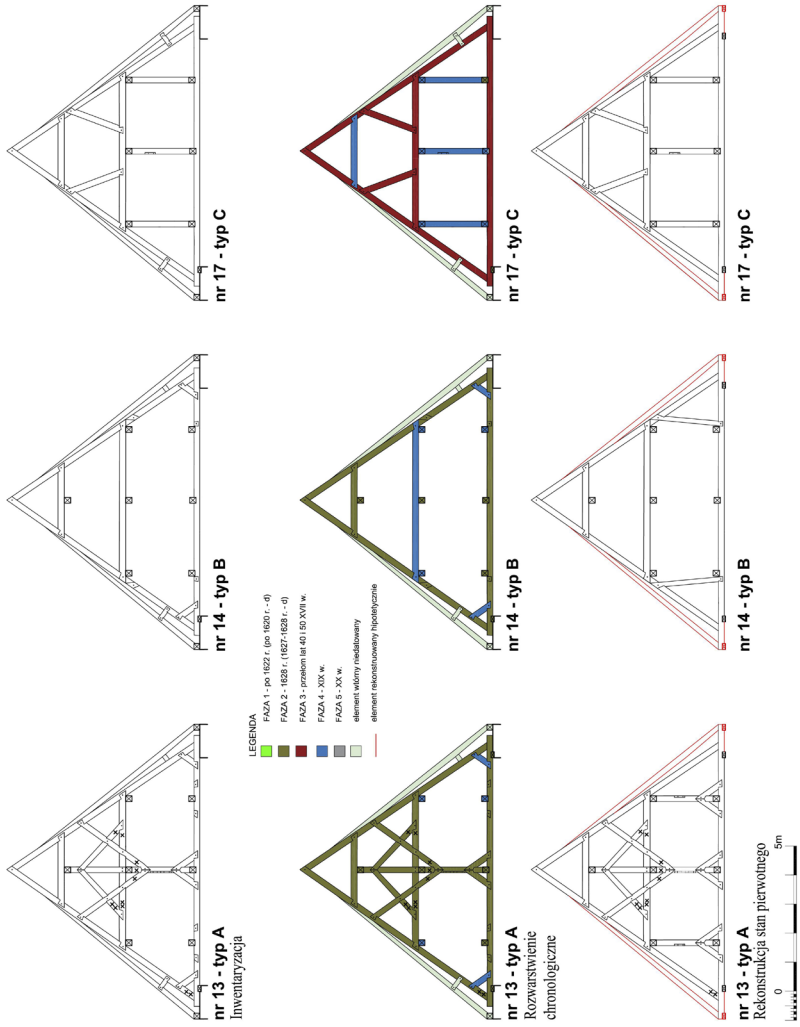 nr 13 - typ A
Inwentaryzacja
nr 14 - typ B
nr 17 - typ C
LEGENDA
FAZA 1 - po 1622 r. (po 1620 r. - d)
FAZA 2 - 1628 r. (1627-1628 r. - d)
FAZA 3 - przełom lat 40 i 50 XVII w.
FAZA 4 - XIX w.
FAZA 5 - XX w.
element wtórny niedatowany
element rekonstruowany hipotetycznie
nr 13 - typ A
Rozwarstwienie
chronologiczne
nr 14 - typ B
nr 17 - typ C
nr 13 - typ A
Rekonstrukcja stan pierwotnego
nr 14 - typ B
nr 17 - typ C
0 5m